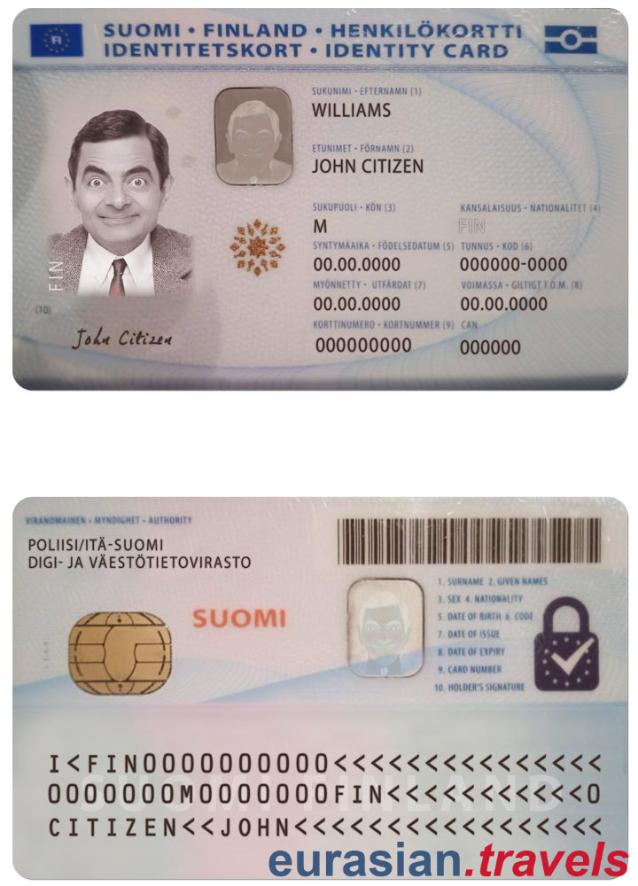 SUOMI • FINLAND • HENKILÖKORTTI
IDENTITETSKORT • IDENTITY CARD
SUKUNIMI • EFTERNAMN (1)
WILLIAMS
ETUNIMET • FÖRNAMN (2)
JOHN CITIZEN
SUKUPUOLI • KÖN (3) KANSALAISUUS • NATIONALITET (4)
M FIN
SYNTYMÄAIKA • FÖDELSEDATUM (5) TUNNUS • KOD (6)
00.00.0000 000000-0000
MYÖNNETTY • UTFÄRDAT (7) VOIMASSA • GILTIGT T.O.M. (8)
00.00.0000 00.00.0000
KORTTINUMERO • KORTNUMMER (9) CAN
000000000 000000
FIN
(10)
John Citizen
VIRANOMAINEN • MYNDIGHET • AUTHORITY
POLIISI/ITÄ-SUOMI
DIGI- JA VÄESTÖTIETOVIRASTO
SUOMI
1. SURNAME 2. GIVEN NAMES
3. SEX 4. NATIONALITY
5. DATE OF BIRTH 6. CODE
7. DATE OF ISSUE
8. DATE OF EXPIRY
9. CARD NUMBER
10. HOLDER'S SIGNATURE
I<FIN0000000000<<<<<<<<<<<<<<<
0000000M0000000FIN<<<<<<<<<<<0
CITIZEN<<JOHN<<<<<<<<<<<<<<<<<
SUOMI FINLAND
eurasian.travels